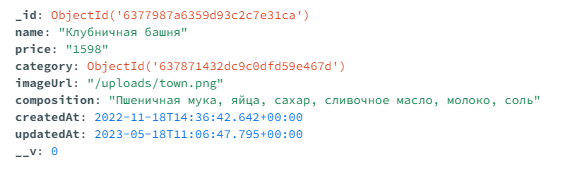 _id: ObjectId('6377987a6359d93c2c7e31ca')
name: "Клубничная башня"
price: "1598"
category: ObjectId('637871432dc9c0dfd59e467d')
imageUrl: "/uploads/town.png"
composition: "Пшеничная мука, яйца, сахар, сливочное масло, молоко, соль"
createdAt: 2022-11-18T14:36:42.642+00:00
updatedAt: 2023-05-18T11:06:47.795+00:00
__v: 0